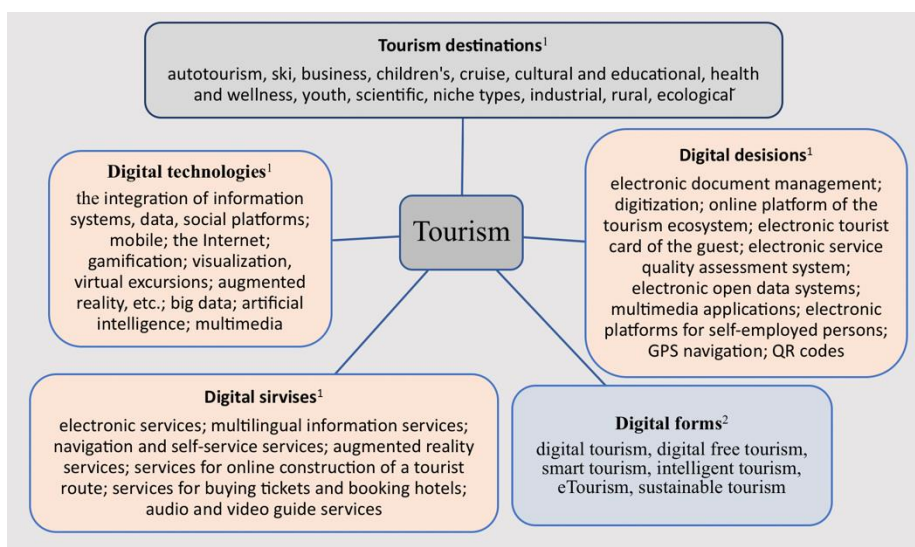 Tourism destinations¹
autotourism, ski, business, children's, cruise, cultural and educational, health
and wellness, youth, scientific, niche types, industrial, rural, ecological
Digital technologies¹
the integration of information
systems, data, social platforms;
mobile; the Internet;
gamification; visualization,
virtual excursions; augmented
reality, etc.; big data; artificial
intelligence; multimedia
Tourism
Digital desisions¹
electronic document management;
digitization; online platform of the
tourism ecosystem; electronic tourist
card of the guest; electronic service
quality assessment system;
electronic open data systems;
multimedia applications; electronic
platforms for self-employed persons;
GPS navigation; QR codes
Digital sirvises¹
electronic services; multilingual information services;
navigation and self-service services; augmented reality
services; services for online construction of a tourist
route; services for buying tickets and booking hotels;
audio and video guide services
Digital forms²
digital tourism, digital free tourism,
smart tourism, intelligent tourism,
eTourism, sustainable tourism